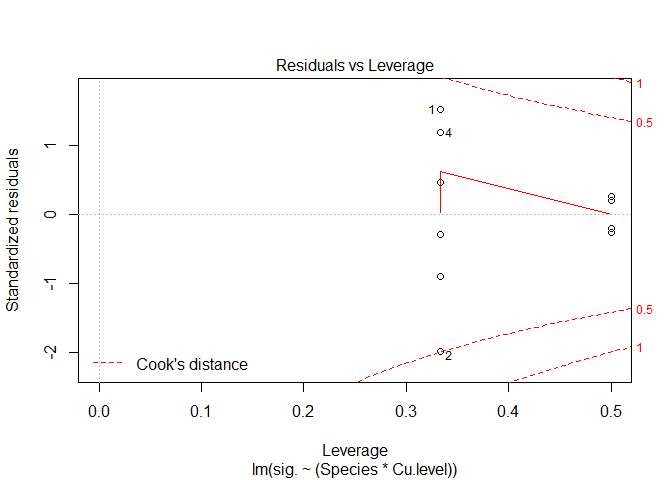 Residuals vs Leverage
Standardized residuals
1
0
-1
-2
1
4
2
1
0.5
0.5
1
Cook's distance
0.0 0.1 0.2 0.3 0.4 0.5
Leverage
lm(sig. ~ (Species * Cu.level))